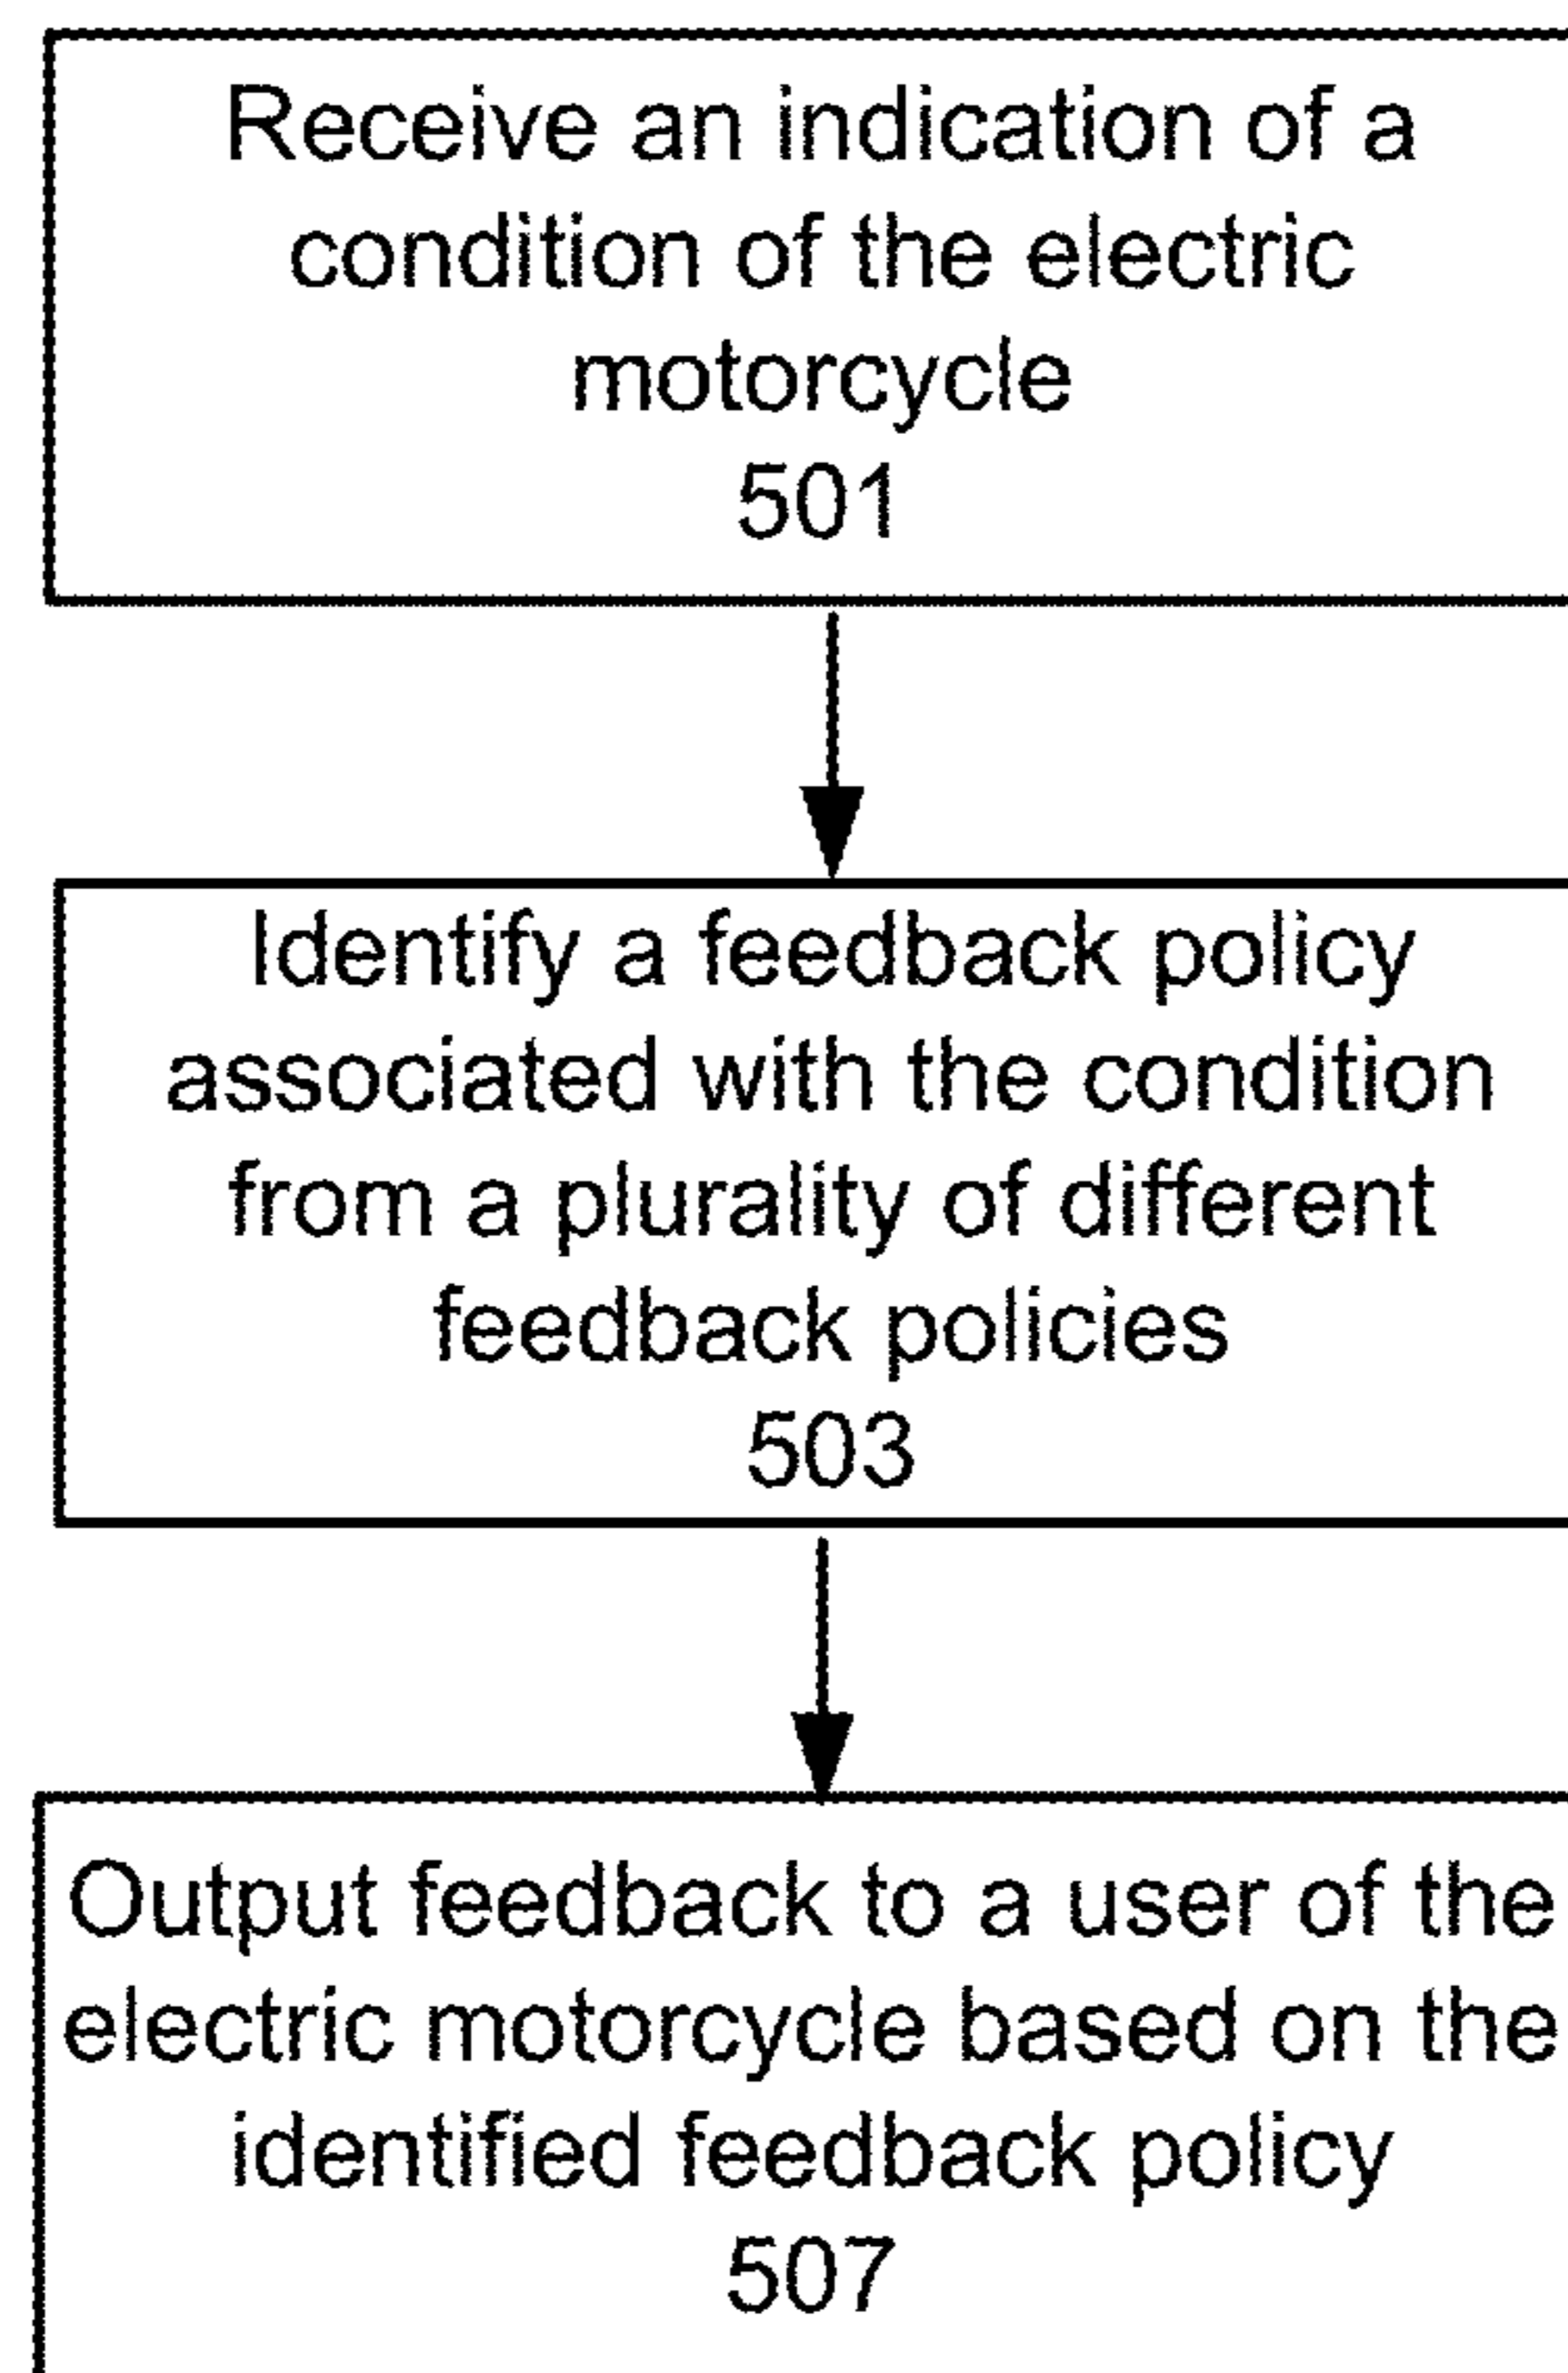 Receive an indication of a
condition of the electric
motorcycle
501
Identify a feedback policy
associated with the condition
from a plurality of different
feedback policies
503
Output feedback to a user of the
electric motorcycle based on the
identified feedback policy
507